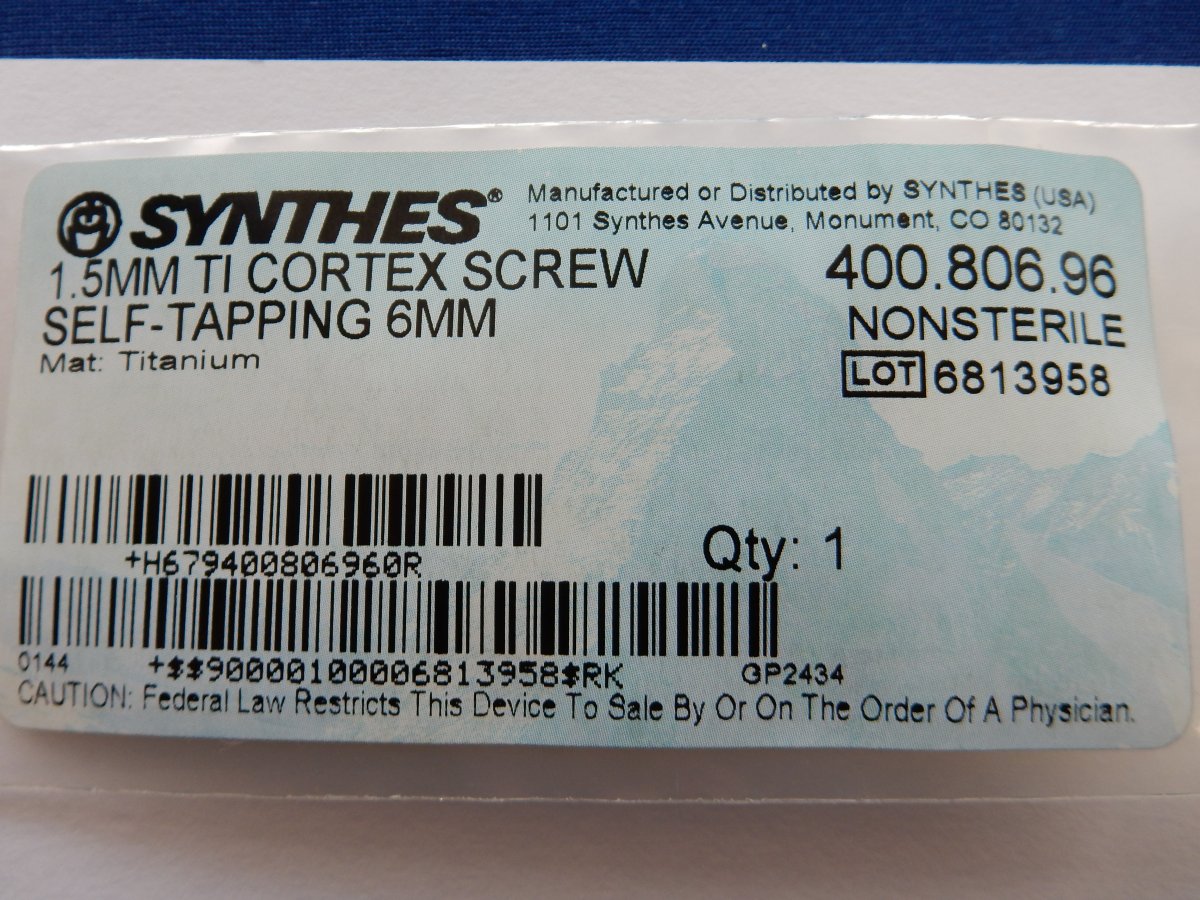 SYNTHES® Manufactured or Distributed by SYNTHES (USA)
1101 Synthes Avenue, Monument, CO 80132
1.5MM TI CORTEX SCREW 400.806.96
SELF-TAPPING 6MM NONSTERILE
Mat: Titanium LOT 6813958
+H679400806960R
Qty: 1
0144 +$$90000100006813958$RK GP2434
CAUTION: Federal Law Restricts This Device To Sale By Or On The Order Of A Physician.